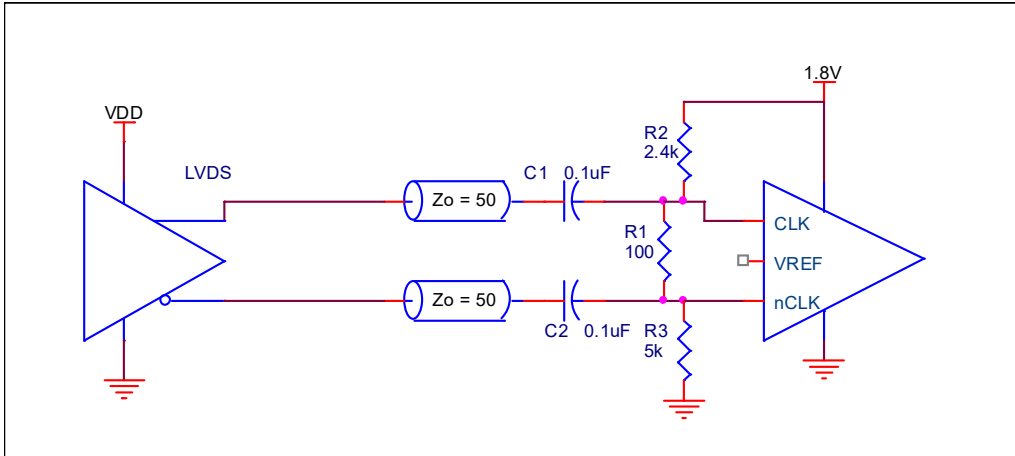 1.8V
VDD
R2
2.4k
LVDS
C1 0.1uF
Zo = 50
CLK
R1
100
VREF
Zo = 50
nCLK
C2 0.1uF
R3
5k